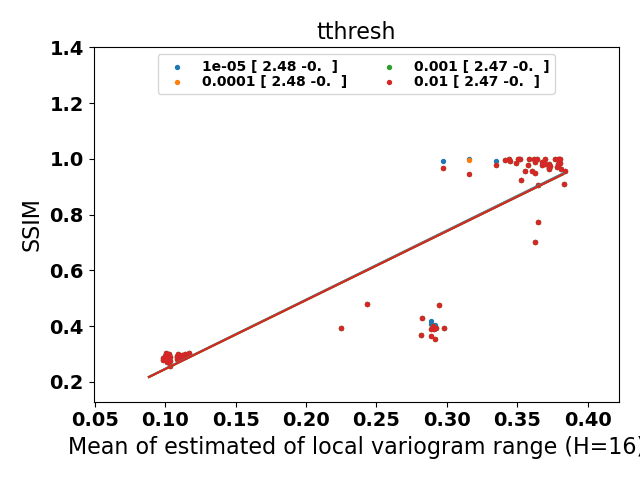 tthresh
1e-05 [ 2.48 -0.  ]
0.0001 [ 2.48 -0.  ]
0.001 [ 2.47 -0.  ]
0.01 [ 2.47 -0.  ]
SSIM
1.4
1.2
1.0
0.8
0.6
0.4
0.2
0.05 0.10 0.15 0.20 0.25 0.30 0.35 0.40
Mean of estimated of local variogram range (H=16)